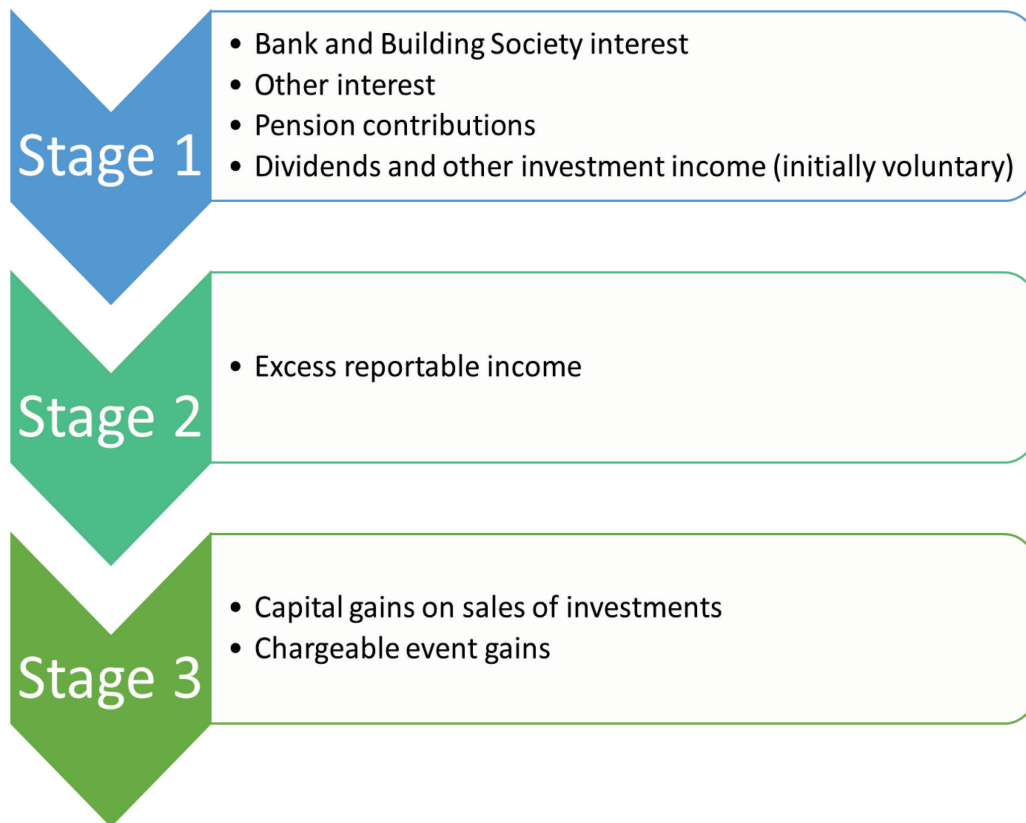 Stage 1
• Bank and Building Society interest
• Other interest
• Pension contributions
• Dividends and other investment income (initially voluntary)
Stage 2
• Excess reportable income
Stage 3
• Capital gains on sales of investments
• Chargeable event gains